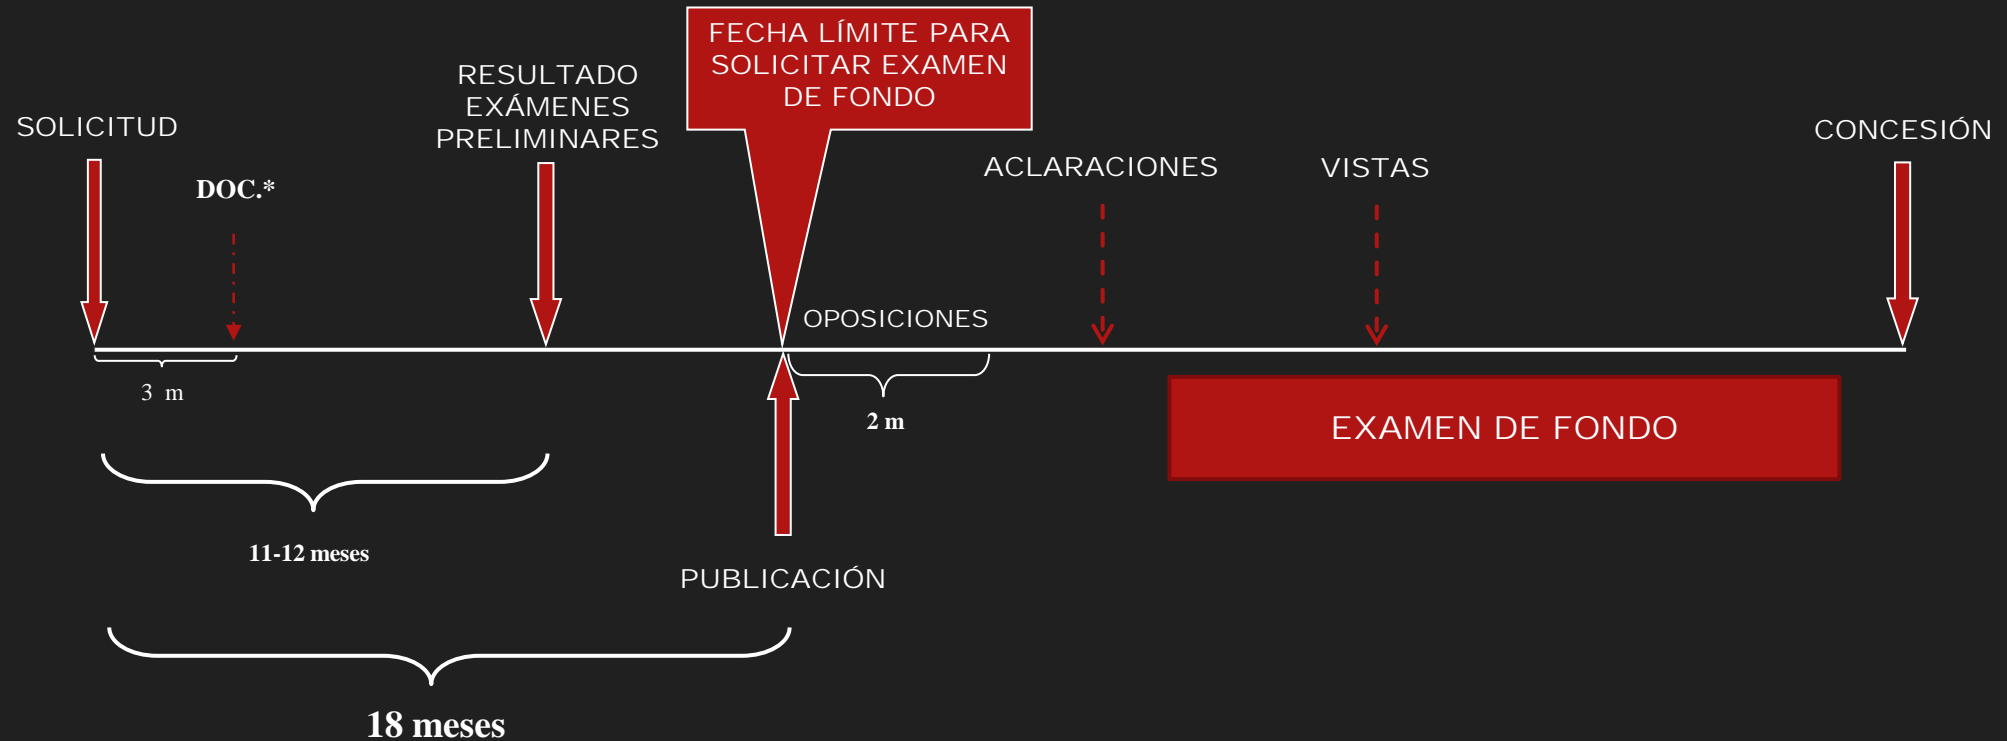 FECHA LÍMITE PARA
SOLICITAR EXAMEN
DE FONDO
RESULTADO
EXÁMENES
PRELIMINARES
SOLICITUD
CONCESIÓN
ACLARACIONES
VISTAS
DOC.*
OPOSICIONES
3 m
2 m
EXAMEN DE FONDO
11-12 meses
PUBLICACIÓN
18 meses